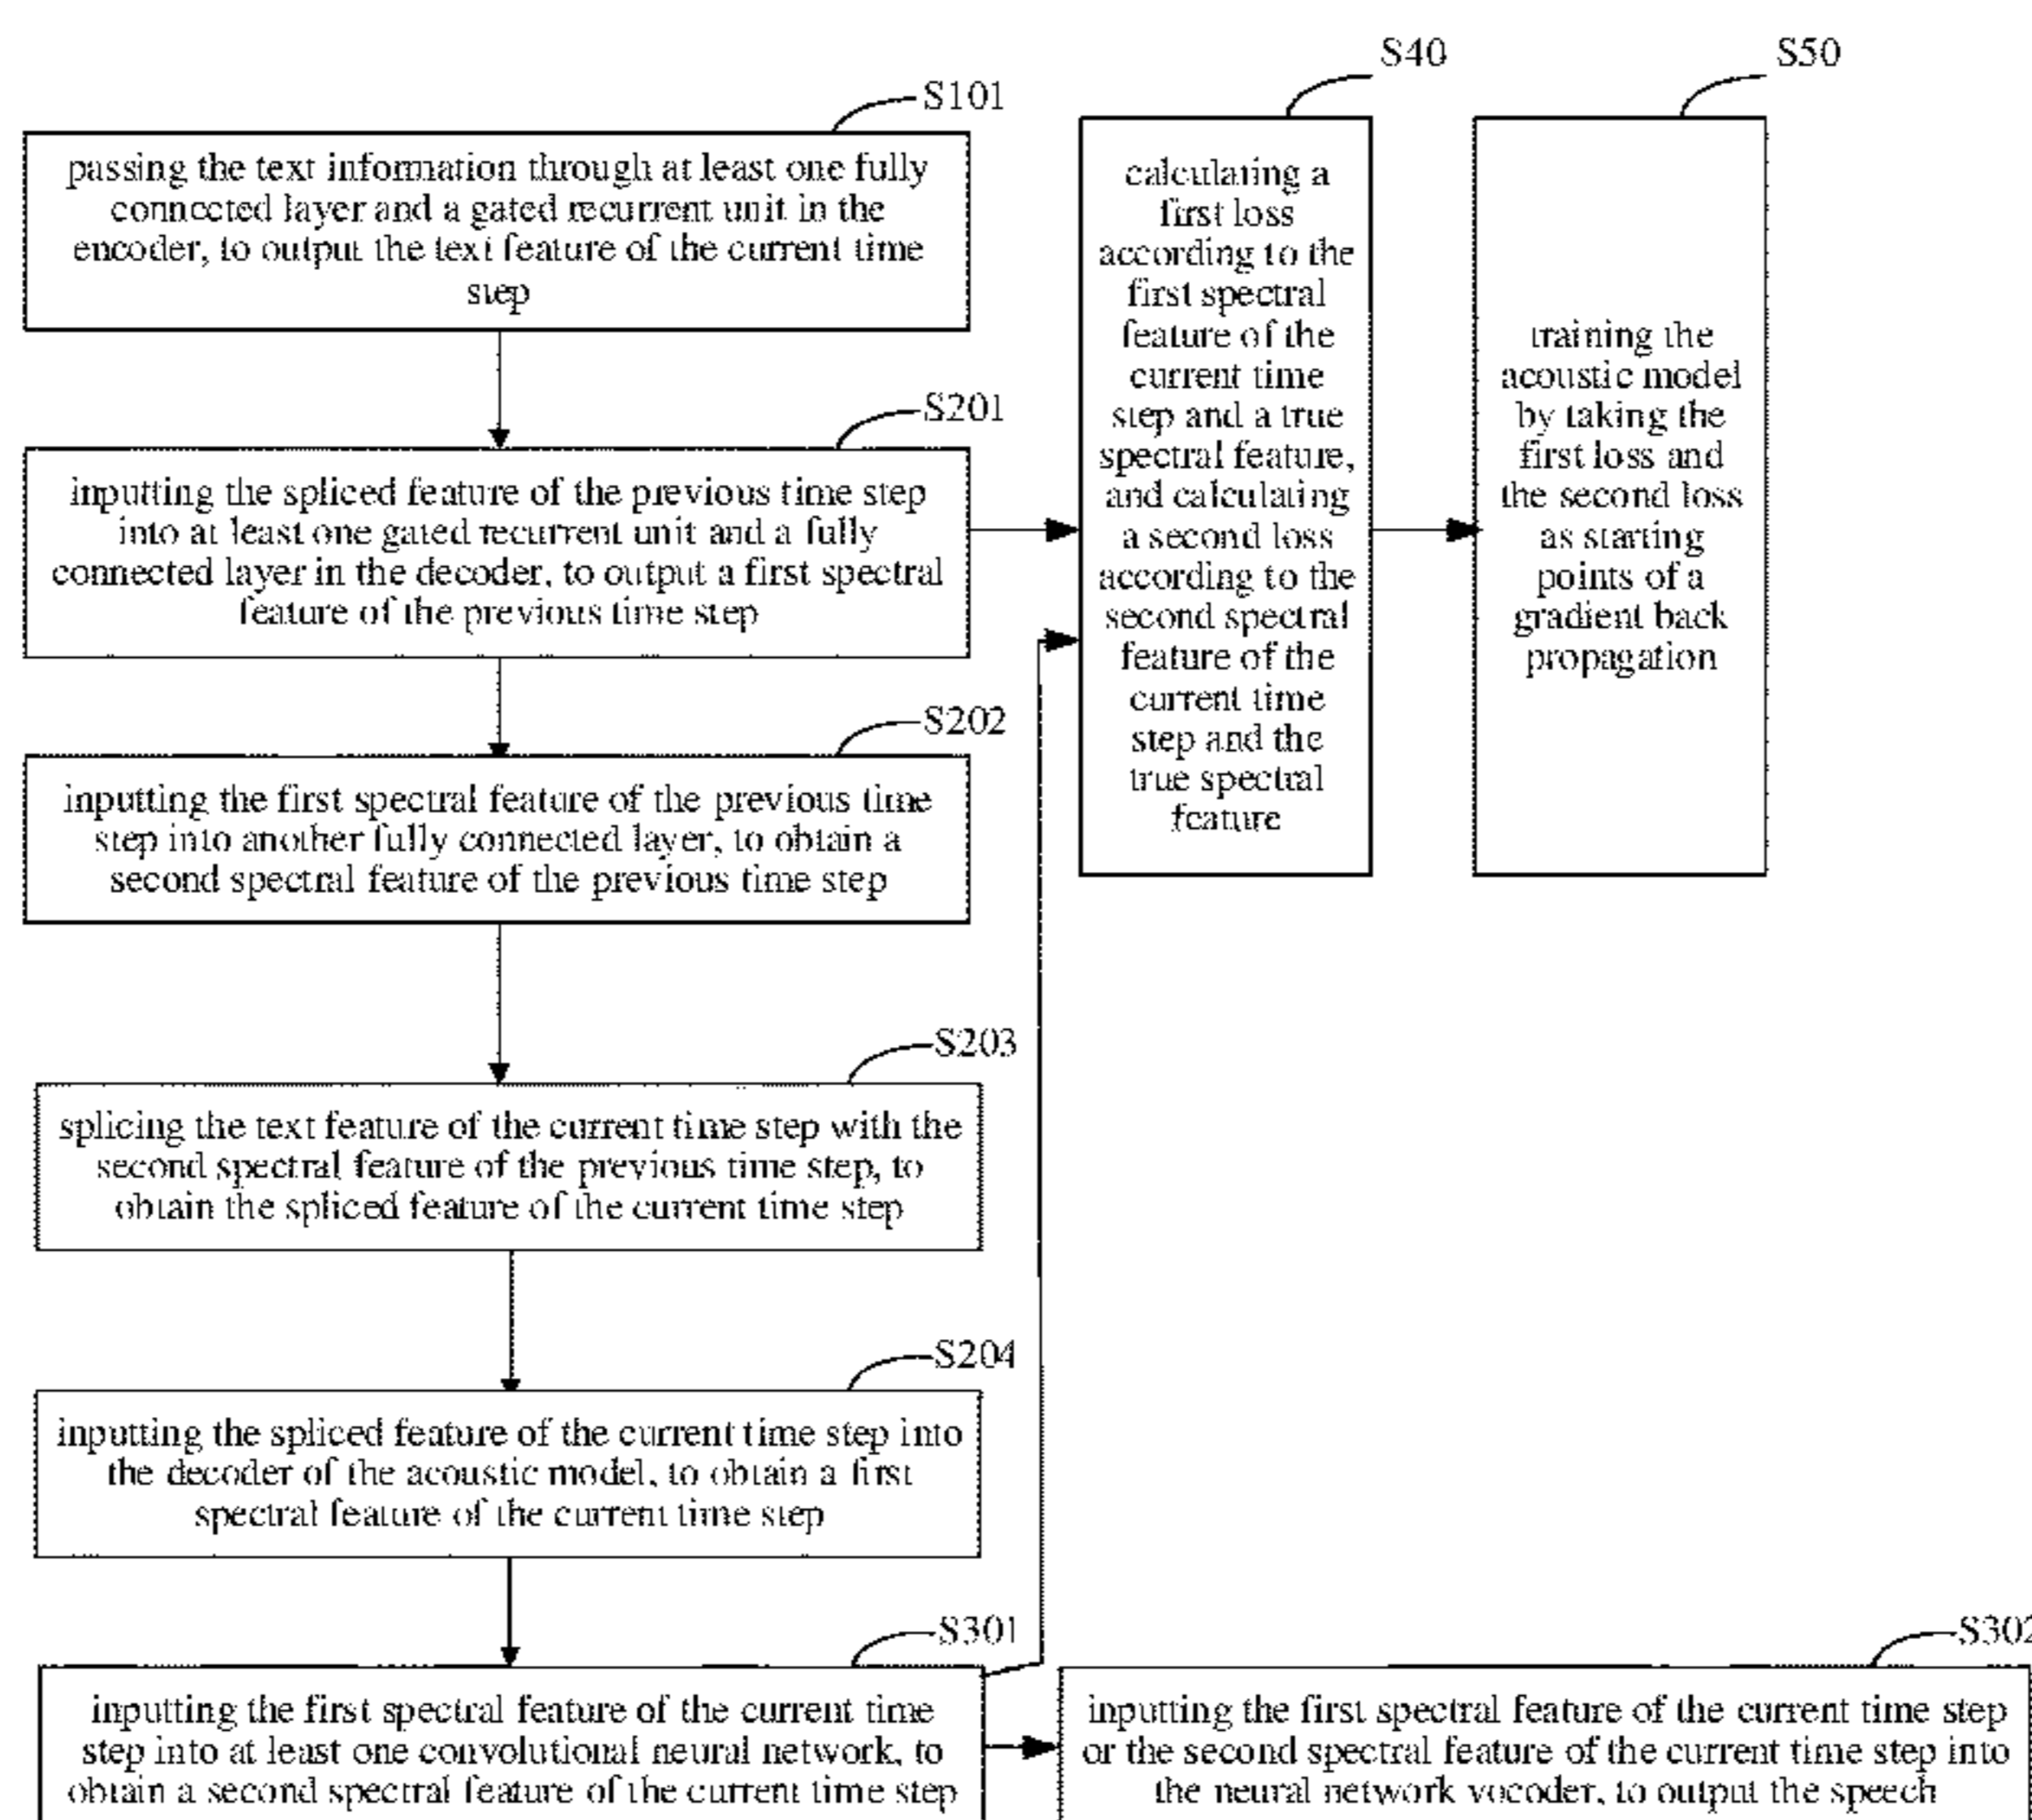 S101
passing the text information through at least one fully
connected layer and a gated recurrent unit in the
encoder, to output the text feature of the current time
step
S201
inputting the spliced feature of the previous time step
into at least one gated recurrent unit and a fully
connected layer in the decoder, to output a first spectral
feature of the previous time step
S202
inputting the first spectral feature of the previous time
step into another fully connected layer, to obtain a
second spectral feature of the previous time step
S203
splicing the text feature of the current time step with the
second spectral feature of the previous time step, to
obtain the spliced feature of the current time step
S204
inputting the spliced feature of the current time step into
the decoder of the acoustic model, to obtain a first
spectral feature of the current time step
S301
inputting the first spectral feature of the current time
step into at least one convolutional neural network, to
obtain a second spectral feature of the current time step
S302
inputting the first spectral feature of the current time step
or the second spectral feature of the current time step into
the neural network vocoder, to output the speech
S40
calculating a
first loss
according to the
first spectral
feature of the
current time
step and a true
spectral feature,
and calculating
a second loss
according to the
second spectral
feature of the
current time
step and the
true spectral
feature
S50
training the
acoustic model
by taking the
first loss and
the second loss
as starting
points of a
gradient back
propagation